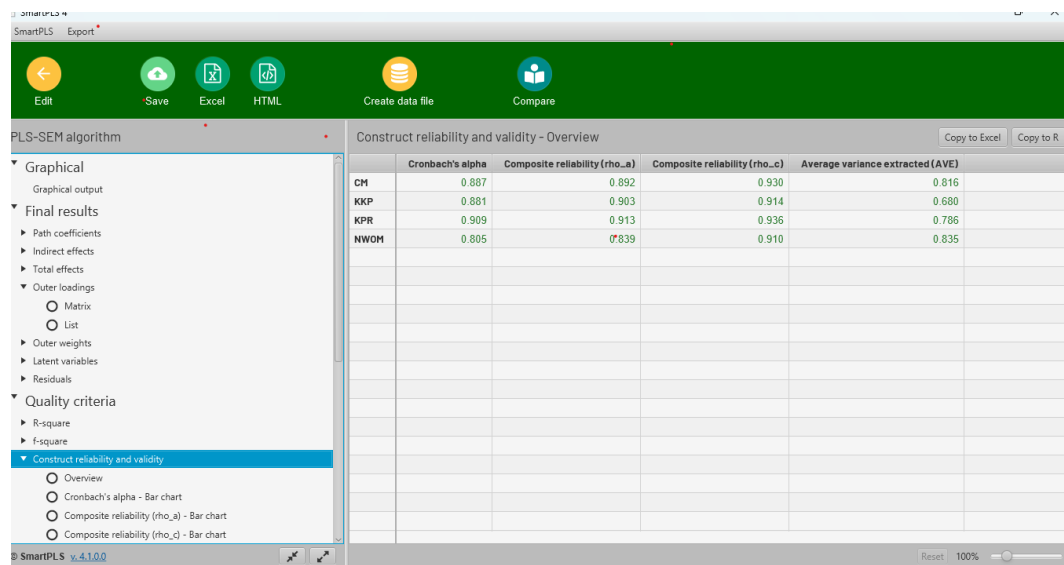 SmartPLS 4
SmartPLS Export
Edit Save Excel HTML Create data file Compare
PLS-SEM algorithm
Graphical
Graphical output
Final results
Path coefficients
Indirect effects
Total effects
Outer loadings
Matrix
List
Outer weights
Latent variables
Residuals
Quality criteria
R-square
f-square
Construct reliability and validity
Overview
Cronbach's alpha - Bar chart
Composite reliability (rho_a) - Bar chart
Composite reliability (rho_c) - Bar chart
© SmartPLS v. 4.1.0.0
Construct reliability and validity - Overview Copy to Excel Copy to R
Cronbach's alpha Composite reliability (rho_a) Composite reliability (rho_c) Average variance extracted (AVE)
CM 0.887 0.892 0.930 0.816
KKP 0.881 0.903 0.914 0.680
KPR 0.909 0.913 0.936 0.786
NWOM 0.805 0.839 0.910 0.835
Reset 100%